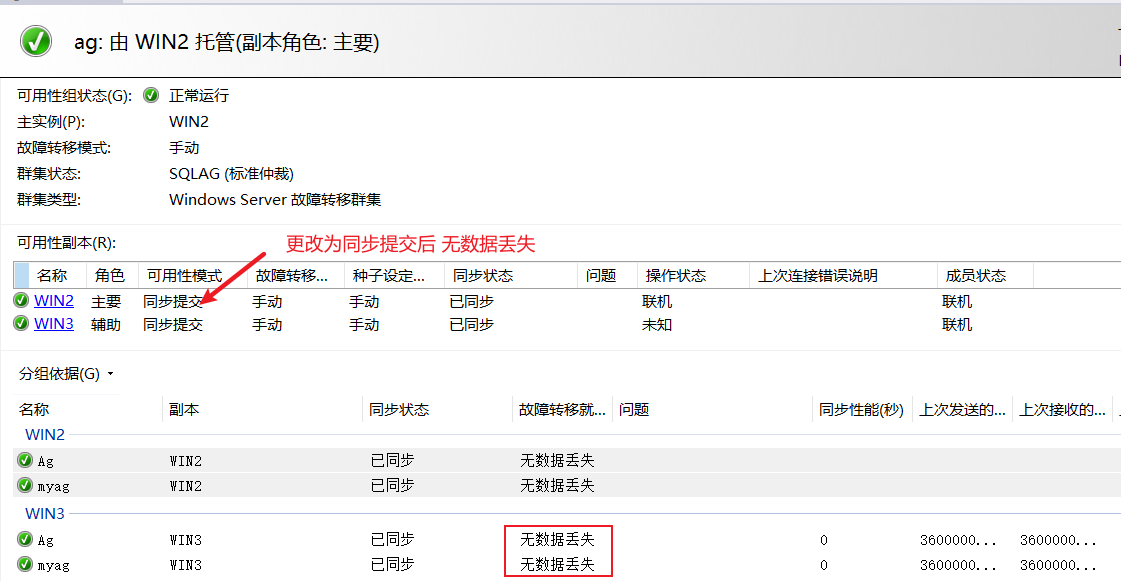 ag: 由 WIN2 托管(副本角色: 主要)
可用性组状态(G): 正常运行
主实例(P): WIN2
故障转移模式: 手动
群集状态: SQLAG (标准仲裁)
群集类型: Windows Server 故障转移群集
可用性副本(R): 更改为同步提交后 无数据丢失
名称 角色 可用性模式 故障转移... 种子设定... 同步状态 问题 操作状态 上次连接错误说明 成员状态
WIN2 主要 同步提交 手动 手动 已同步 联机 联机
WIN3 辅助 同步提交 手动 手动 已同步 未知 联机
分组依据(G)
名称 副本 同步状态 故障转移就... 问题 同步性能(秒) 上次发送的... 上次接收的...
WIN2
Ag WIN2 已同步 无数据丢失
myag WIN2 已同步 无数据丢失
WIN3
Ag WIN3 已同步 无数据丢失 0 3600000... 3600000...
myag WIN3 已同步 无数据丢失 0 3600000... 3600000...